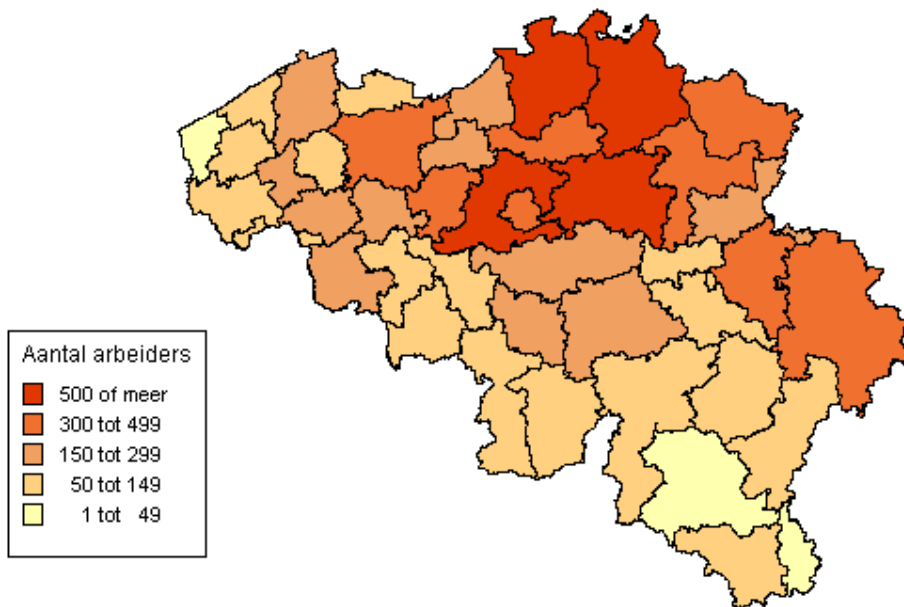 Aantal arbeiders
500 of meer
300 tot 499
150 tot 299
50 tot 149
1 tot 49